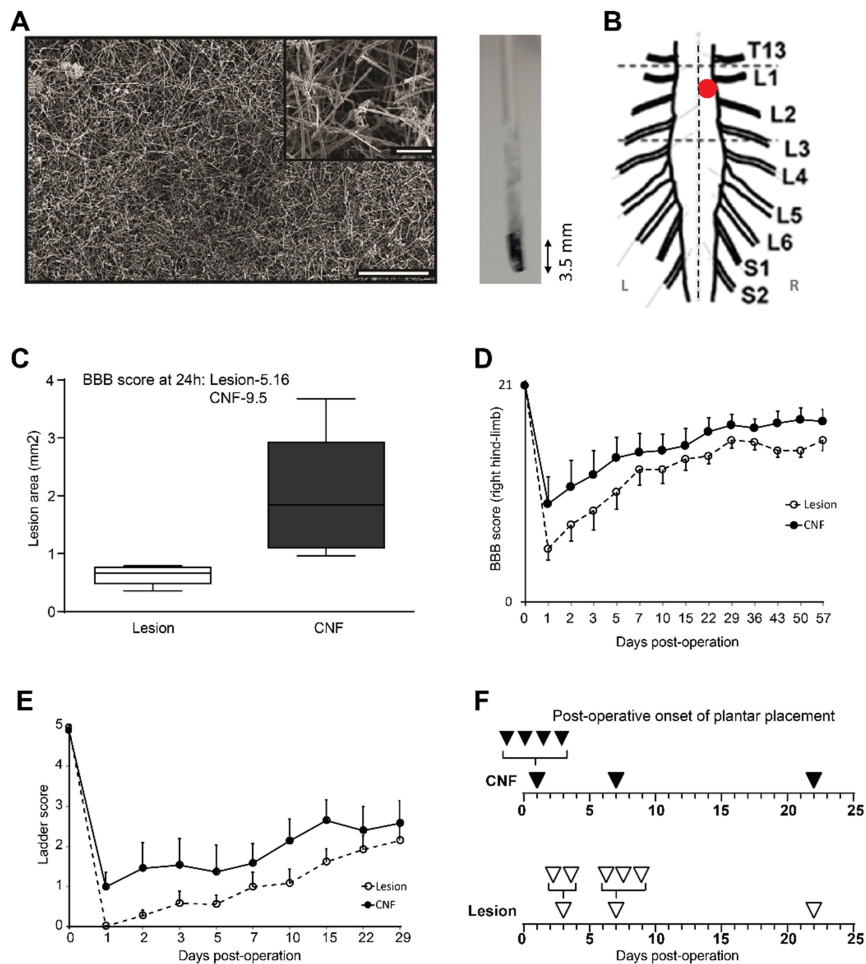 A
3.5 mm
B
T13
L1
L2
L3
L4
L5
L6
S1
S2
L
R
C
BBB score at 24h: Lesion-5.16
CNF-9.5
Lesion area (mm2)
4
3
2
1
0
Lesion
CNF
D
BBB score (right hind-limb)
21
0
Lesion
CNF
0 1 2 3 5 7 10 15 22 29 36 43 50 57
Days post-operation
E
Ladder score
5
4
3
2
1
0
Lesion
CNF
0 1 2 3 5 7 10 15 22 29
Days post-operation
F
Post-operative onset of plantar placement
CNF
0 5 10 15 20 25
Lesion
0 5 10 15 20 25
Days post-operation